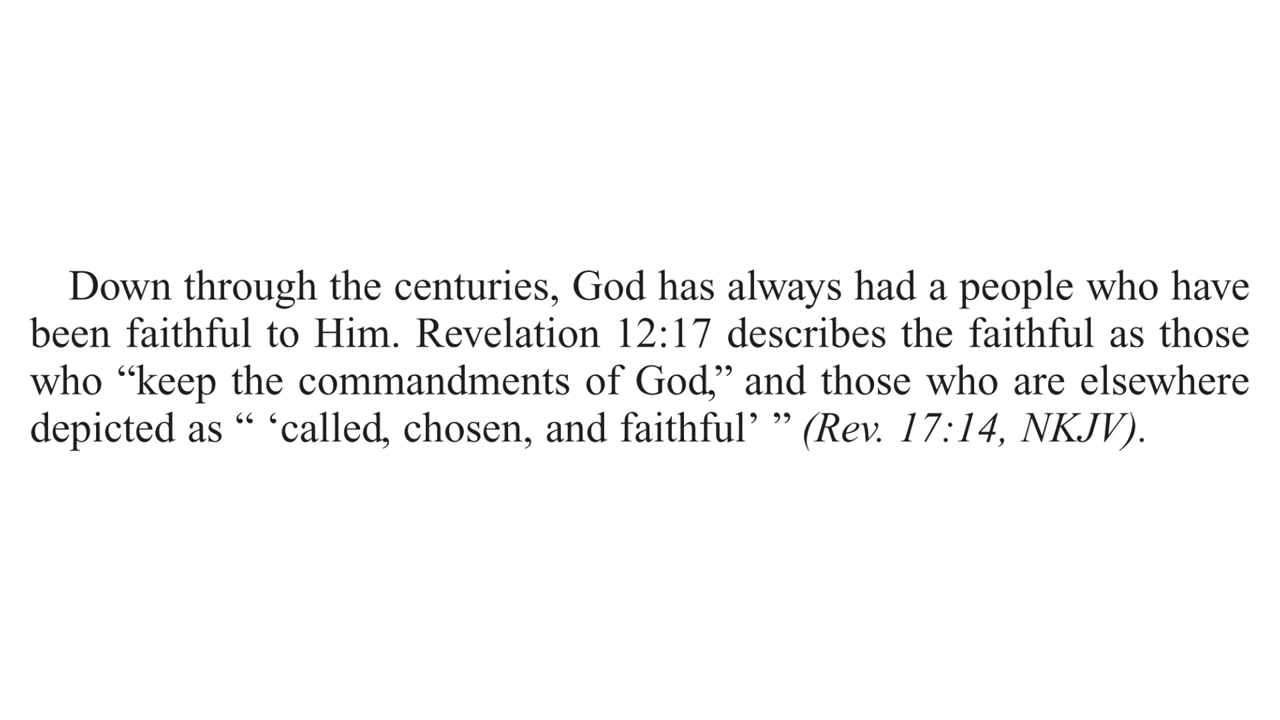 Down through the centuries, God has always had a people who have
been faithful to Him. Revelation 12:17 describes the faithful as those
who “keep the commandments of God,” and those who are elsewhere
depicted as “ ‘called, chosen, and faithful’ ” (Rev. 17:14, NKJV).